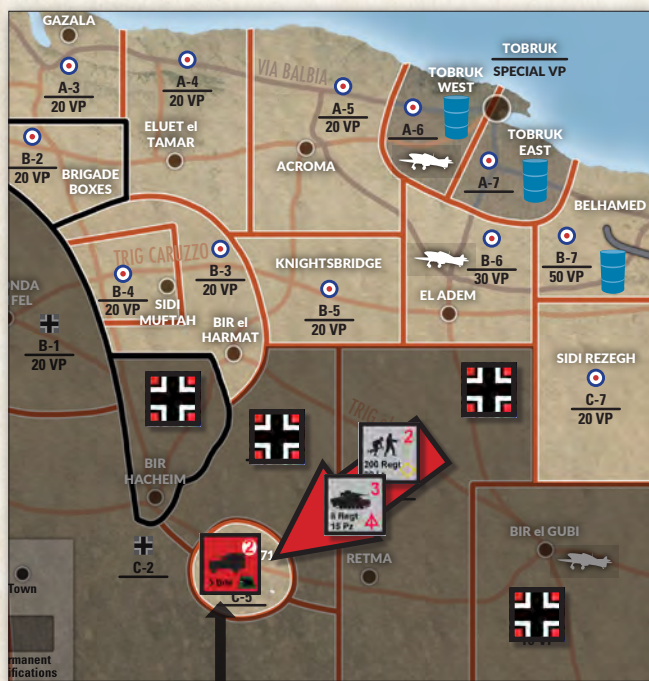 GAZALA
A-3
20 VP
A-4
20 VP
VIA BALBIA
A-5
20 VP
TOBRUK
SPECIAL VP
TOBRUK
WEST
A-6
TOBRUK
EAST
A-7
B-2
20 VP
BRIGADE
BOXES
ELUET el
TAMAR
ACROMA
BELHAMED
B-7
50 VP
B-6
30 VP
EL ADEM
TRIG CAPUZZO
B-3
20 VP
KNIGHTSBRIDGE
B-4
20 VP
SIDI
MUFTAH
B-5
20 VP
BIR el
HARMAT
B-1
20 VP
SIDI REZEGH
C-7
20 VP
TRIG
2
200 Regt
3
8 Regt
15 Pz
BIR
HACHEIM
C-2
2
71
C-5
RETMA
BIR el GUBI
Town